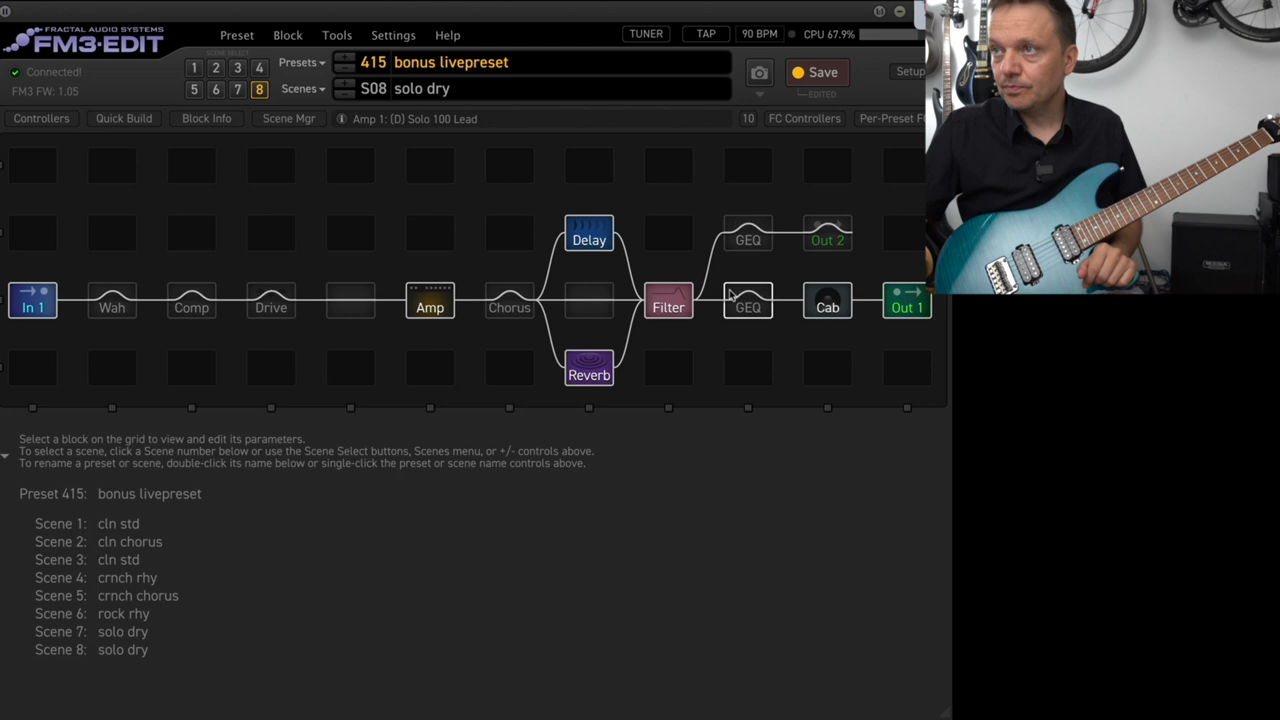 FRACTAL AUDIO SYSTEMS
FM3-EDIT
Preset Block Tools Settings Help
TUNER TAP 90 BPM CPU 67.9%
SCENE SELECT
Connected!
FM3 FW: 1.05
1 2 3 4
5 6 7 8
Presets 415 bonus livepreset
Scenes S08 solo dry
Save
EDITED
Setup
Controllers Quick Build Block Info Scene Mgr Amp 1: (D) Solo 100 Lead 10 FC Controllers Per-Preset
Delay GEQ Out 2
In 1 Wah Comp Drive Amp Chorus Filter GEQ Cab Out 1
Reverb
Select a block on the grid to view and edit its parameters.
To select a scene, click a Scene number below or use the Scene Select buttons, Scenes menu, or +/- controls above.
To rename a preset or scene, double-click its name below or single-click the preset or scene name controls above.
Preset 415: bonus livepreset
Scene 1: cln std
Scene 2: cln chorus
Scene 3: cln std
Scene 4: crnch rhy
Scene 5: crnch chorus
Scene 6: rock rhy
Scene 7: solo dry
Scene 8: solo dry